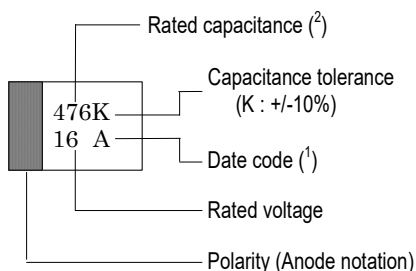 Rated capacitance (²)
Capacitance tolerance
(K : +/-10%)
476K
16 A
Date code (¹)
Rated voltage
Polarity (Anode notation)